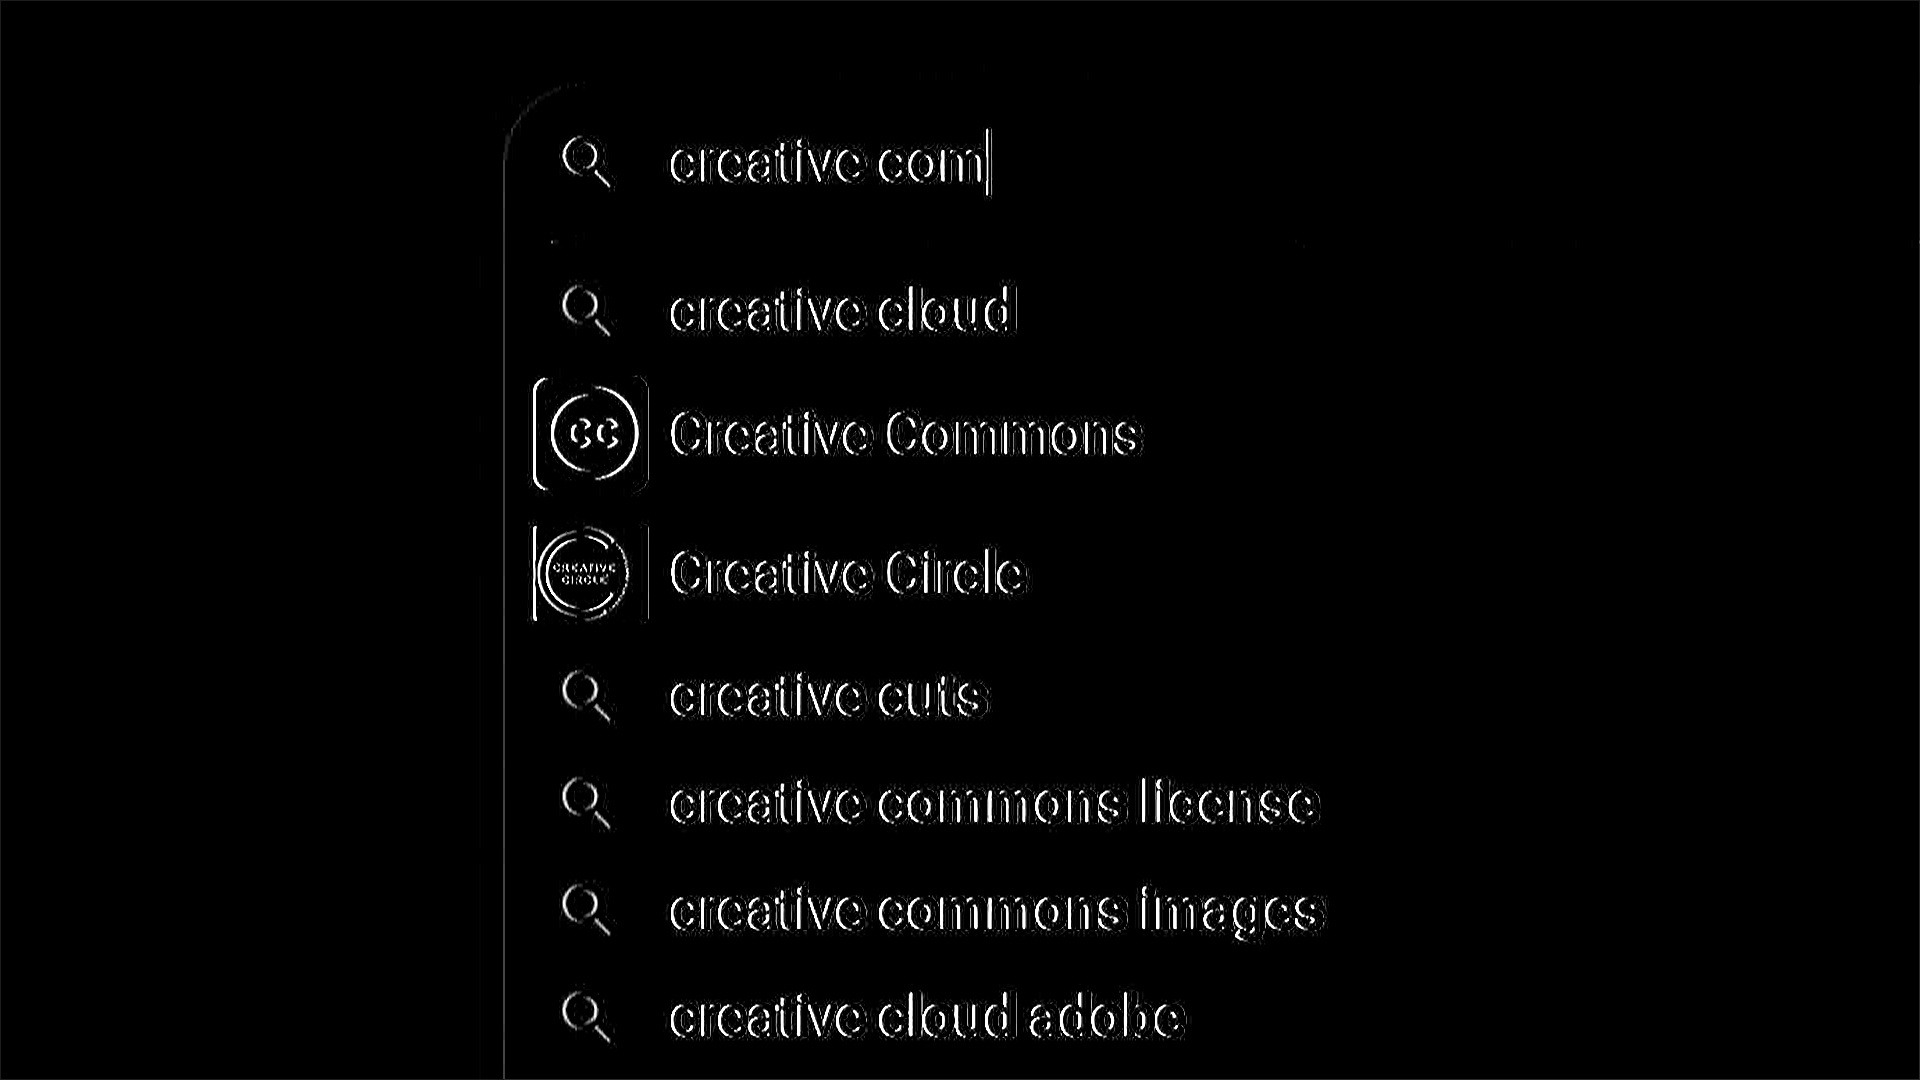 creative com
creative cloud
CC
Creative Commons
CREATIVE
CIRCLE
Creative Circle
creative cuts
creative commons license
creative commons images
creative cloud adobe